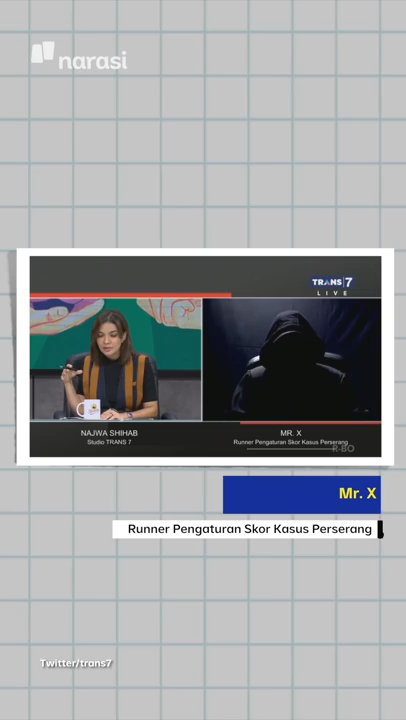 narasi
TRANS|7
LIVE
NAJWA SHIHAB
Studio TRANS 7
MR. X
Runner Pengaturan Skor Kasus Perserang
R-BO
Mr. X
Runner Pengaturan Skor Kasus Perserang
Twitter/trans7